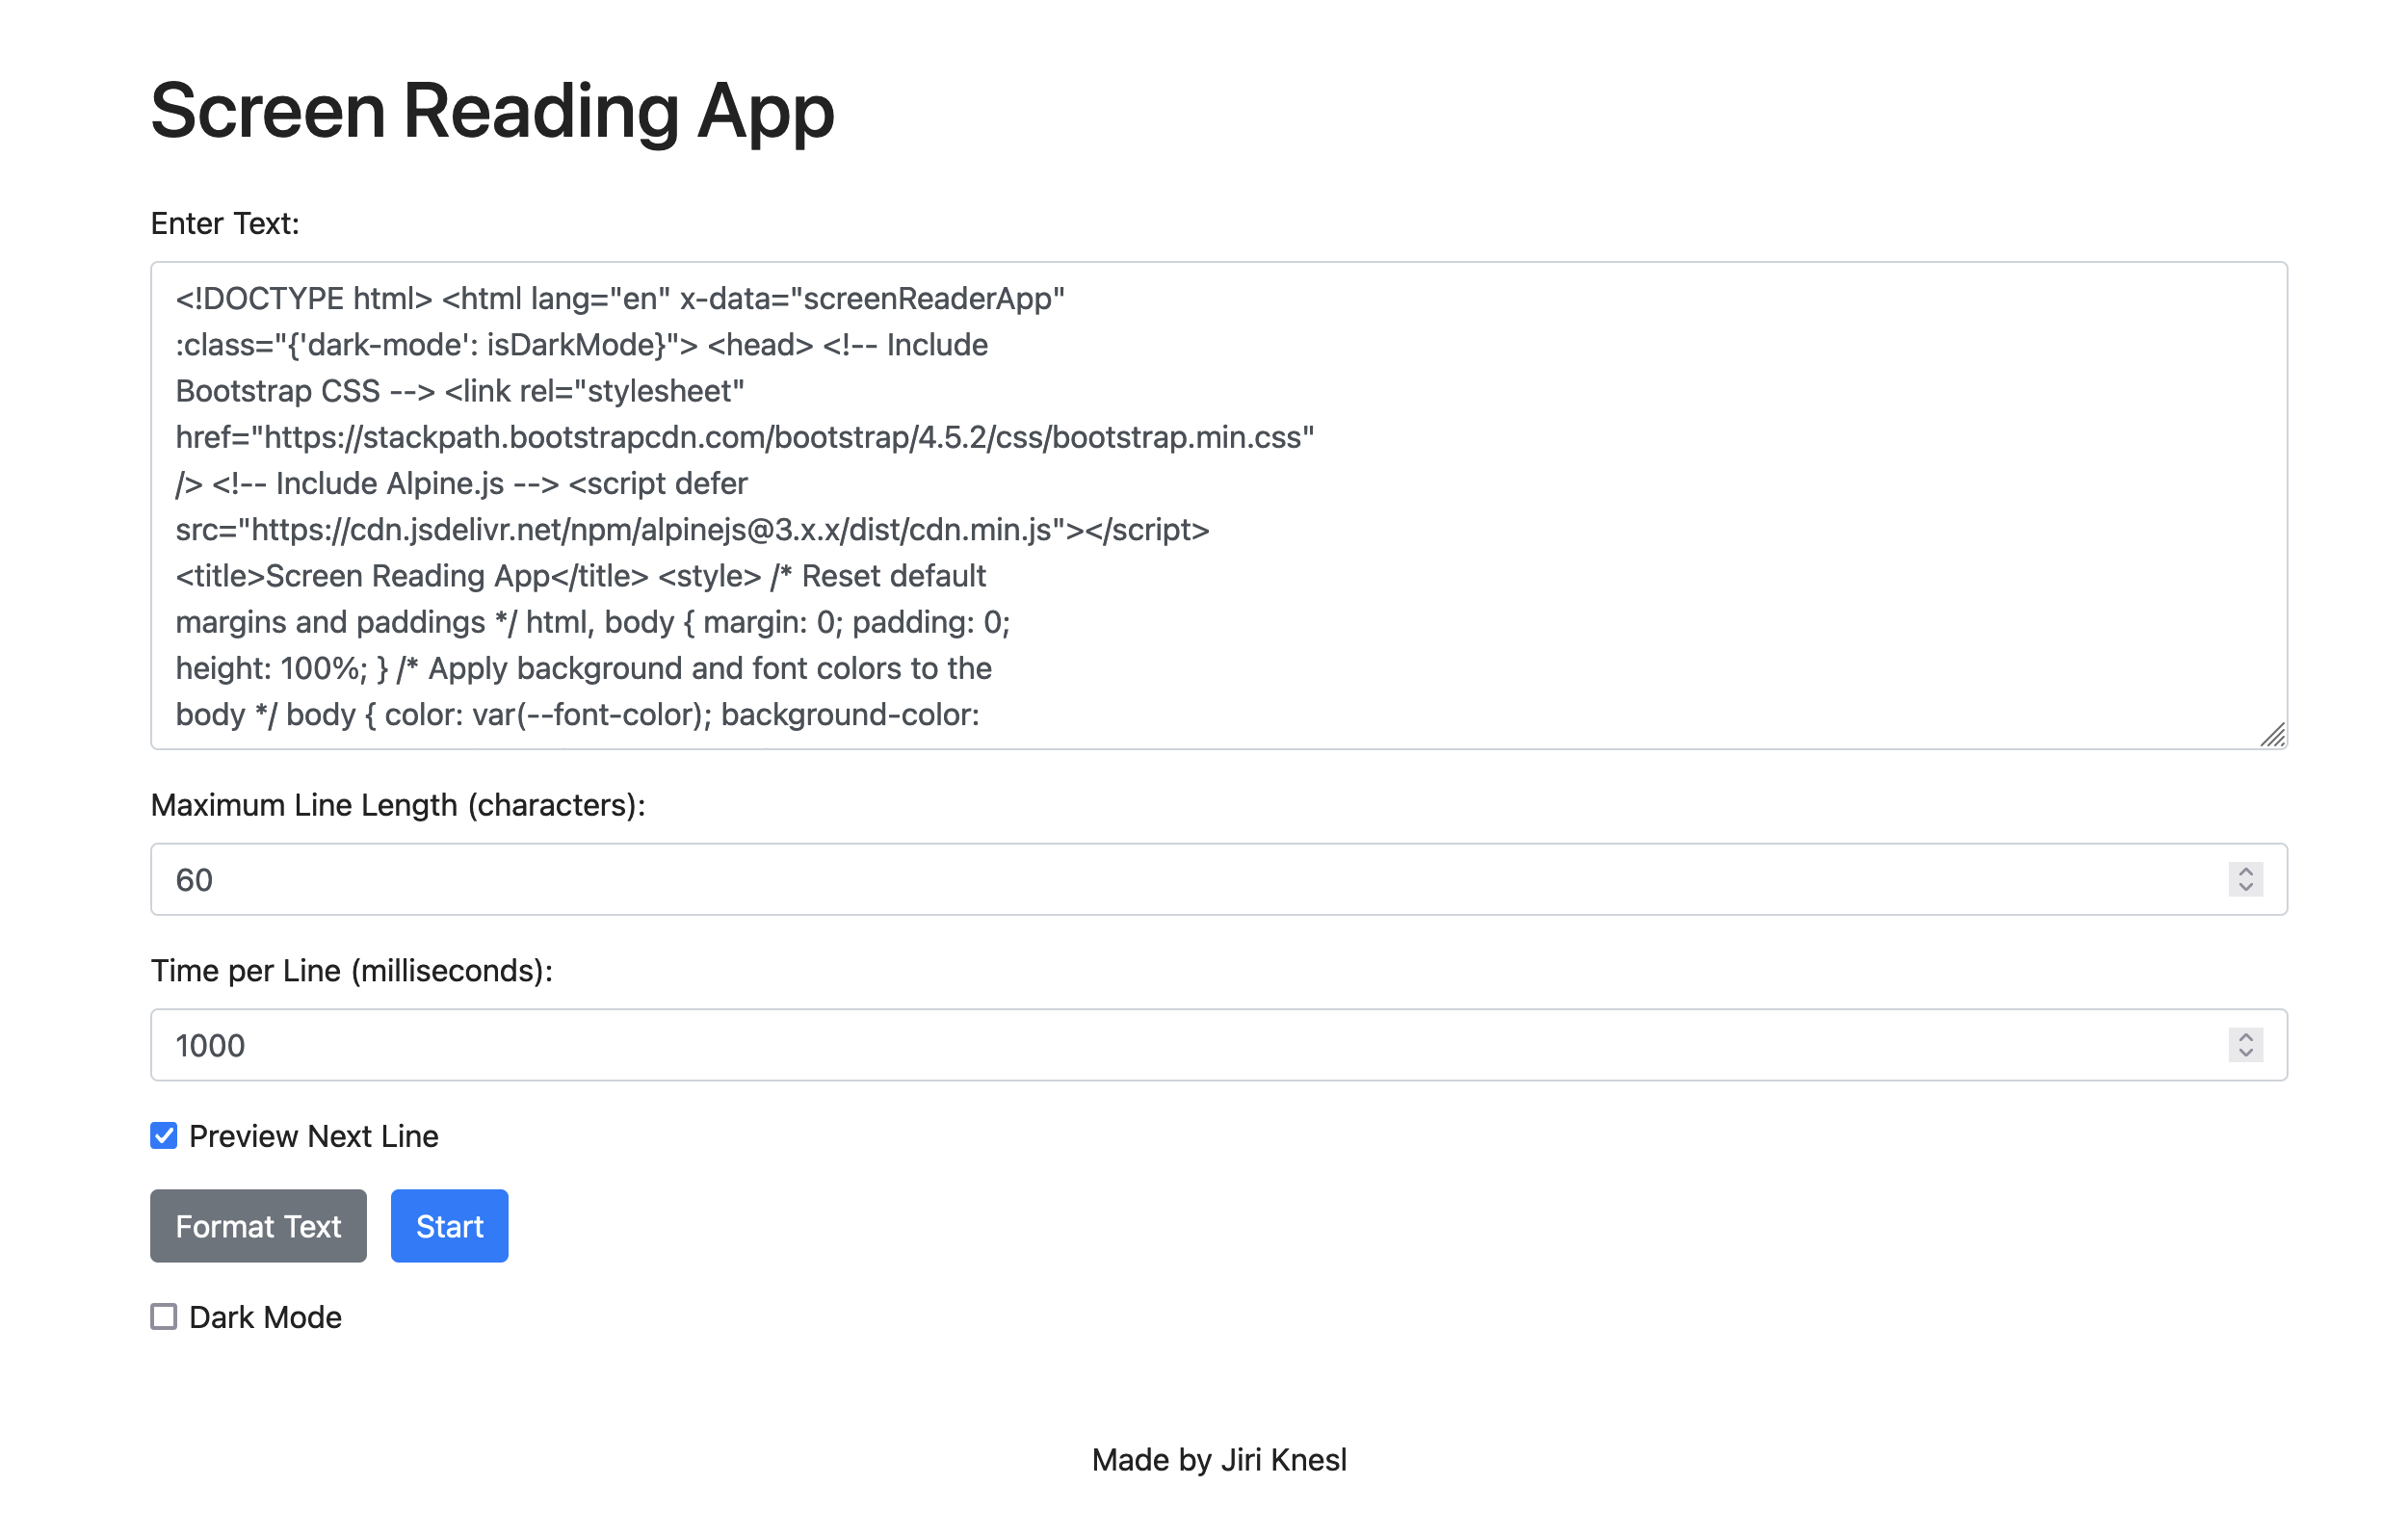 Screen Reading App
Enter Text:
<!DOCTYPE html> <html lang="en" x-data="screenReaderApp"
:class="{'dark-mode': isDarkMode}"> <head> <!-- Include
Bootstrap CSS --> <link rel="stylesheet"
href="https://stackpath.bootstrapcdn.com/bootstrap/4.5.2/css/bootstrap.min.css"
/> <!-- Include Alpine.js --> <script defer
src="https://cdn.jsdelivr.net/npm/alpinejs@3.x.x/dist/cdn.min.js"></script>
<title>Screen Reading App</title> <style> /* Reset default
margins and paddings */ html, body { margin: 0; padding: 0;
height: 100%; } /* Apply background and font colors to the
body */ body { color: var(--font-color); background-color:
Maximum Line Length (characters):
60
Time per Line (milliseconds):
1000
Preview Next Line
Format Text Start
Dark Mode
Made by Jiri Knesl